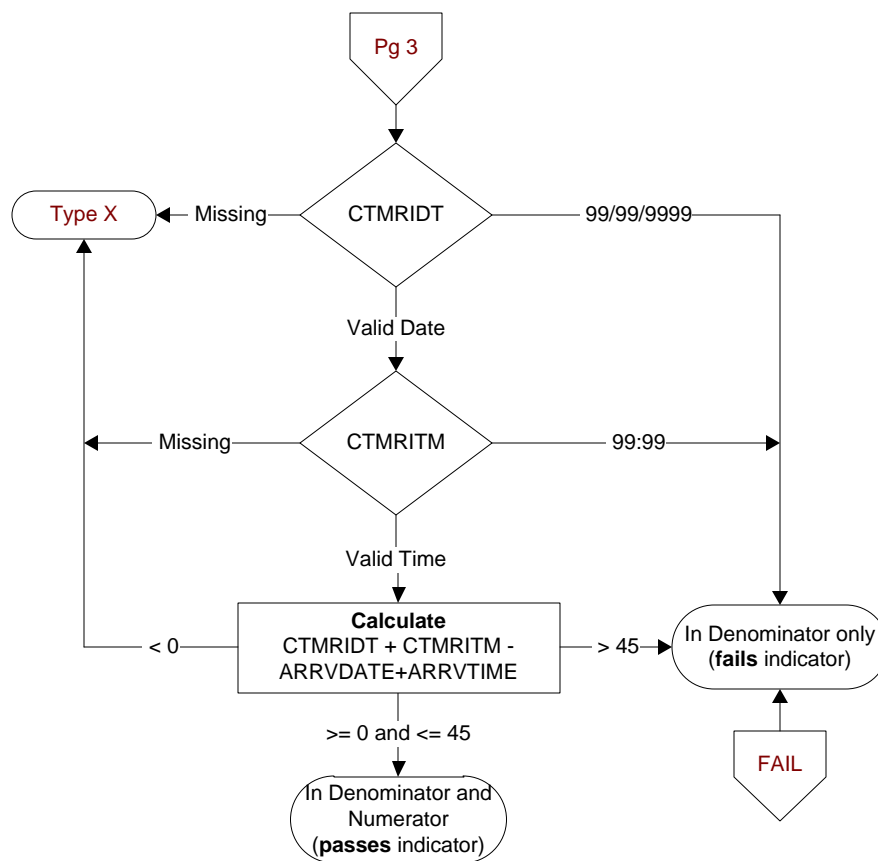 Pg 3
Type X
Missing
CTMRIDT
99/99/9999
Valid Date
Missing
CTMRITM
99:99
Valid Time
Calculate
CTMRIDT + CTMRITM -
ARRVDATE+ARRVTIME
< 0
> 45
In Denominator only
(fails indicator)
>= 0 and <= 45
FAIL
In Denominator and
Numerator
(passes indicator)